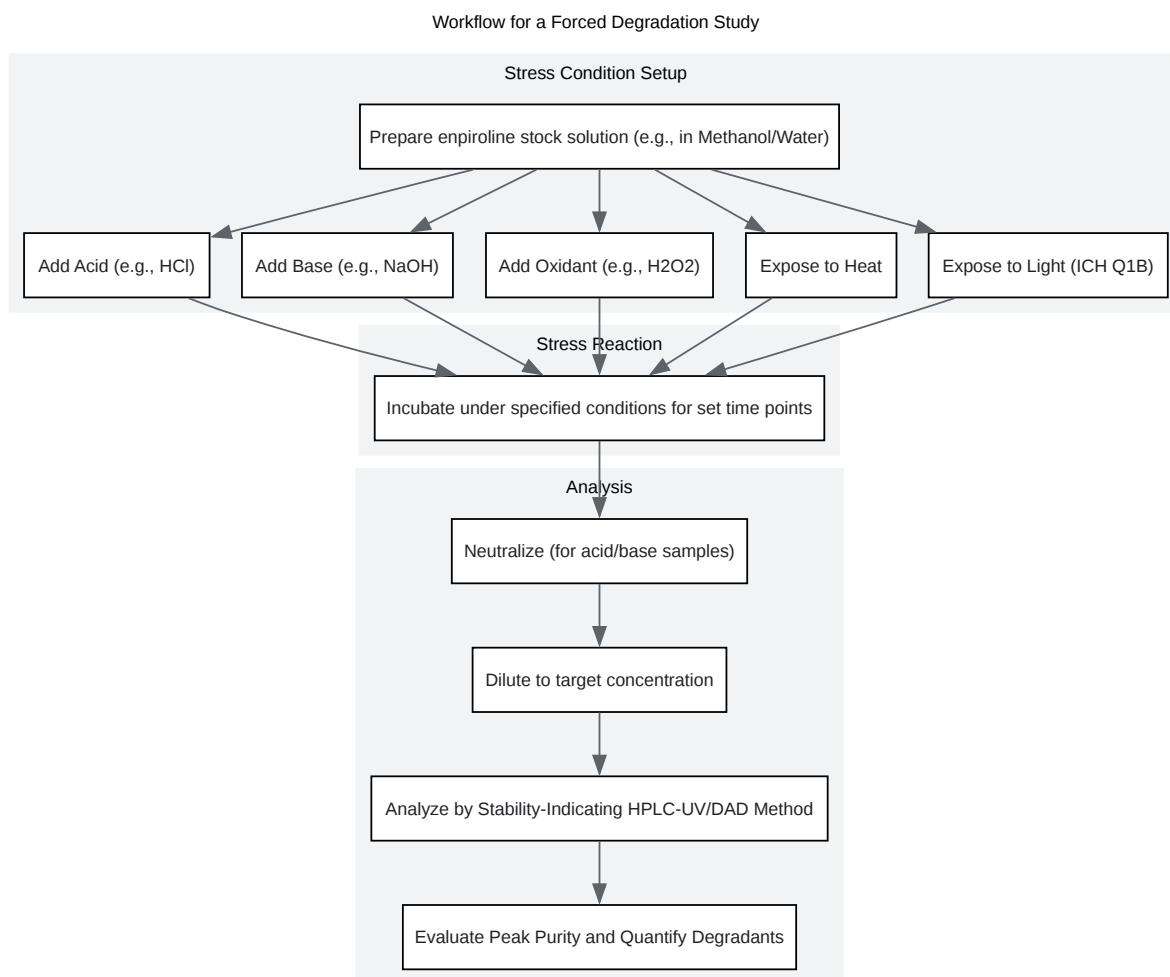 Workflow for a Forced Degradation Study
Stress Condition Setup
Prepare enpiroline stock solution (e.g., in Methanol/Water)
Add Acid (e.g., HCl)
Add Base (e.g., NaOH)
Add Oxidant (e.g., H2O2)
Expose to Heat
Expose to Light (ICH Q1B)
Stress Reaction
Incubate under specified conditions for set time points
Analysis
Neutralize (for acid/base samples)
Dilute to target concentration
Analyze by Stability-Indicating HPLC-UV/DAD Method
Evaluate Peak Purity and Quantify Degradants